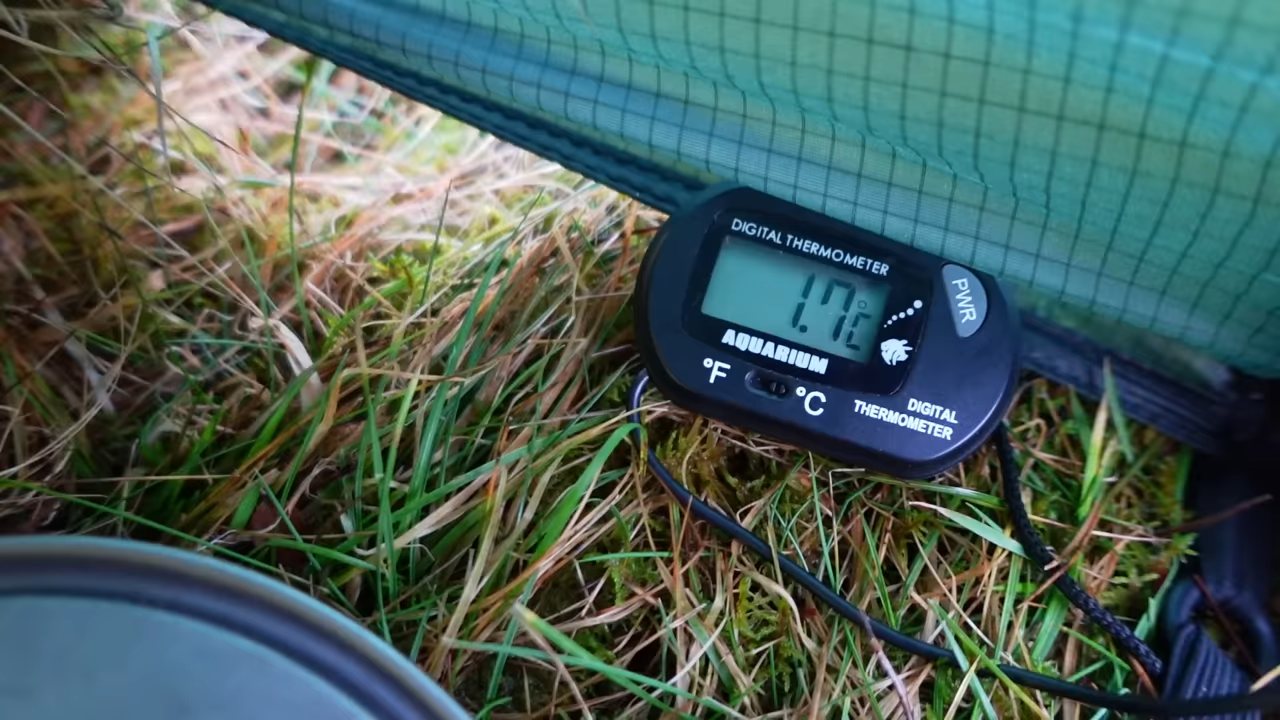 DIGITAL THERMOMETER
1.7°C
PWR
AQUARIUM
°F
°C
DIGITAL
THERMOMETER